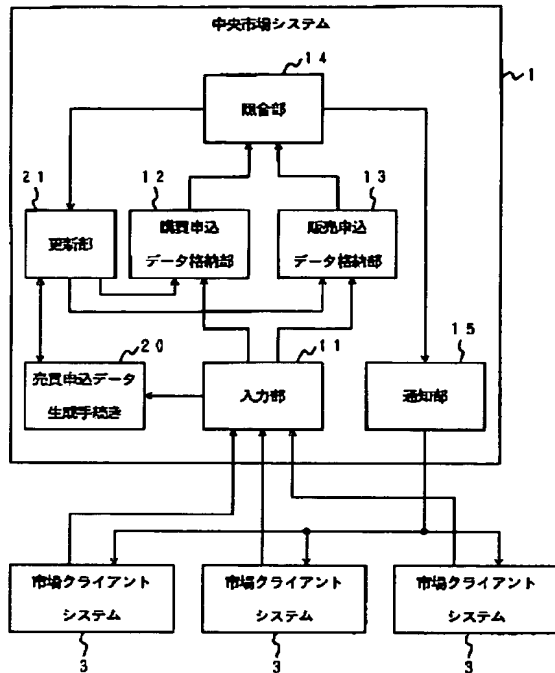 中央市場システム
14
1
照合部
21
12
13
更新部
購買申込
データ格納部
販売申込
データ格納部
20
11
15
売買申込データ
生成手続き
入力部
通知部
市場クライアント
システム
市場クライアント
システム
市場クライアント
システム
3
3
3